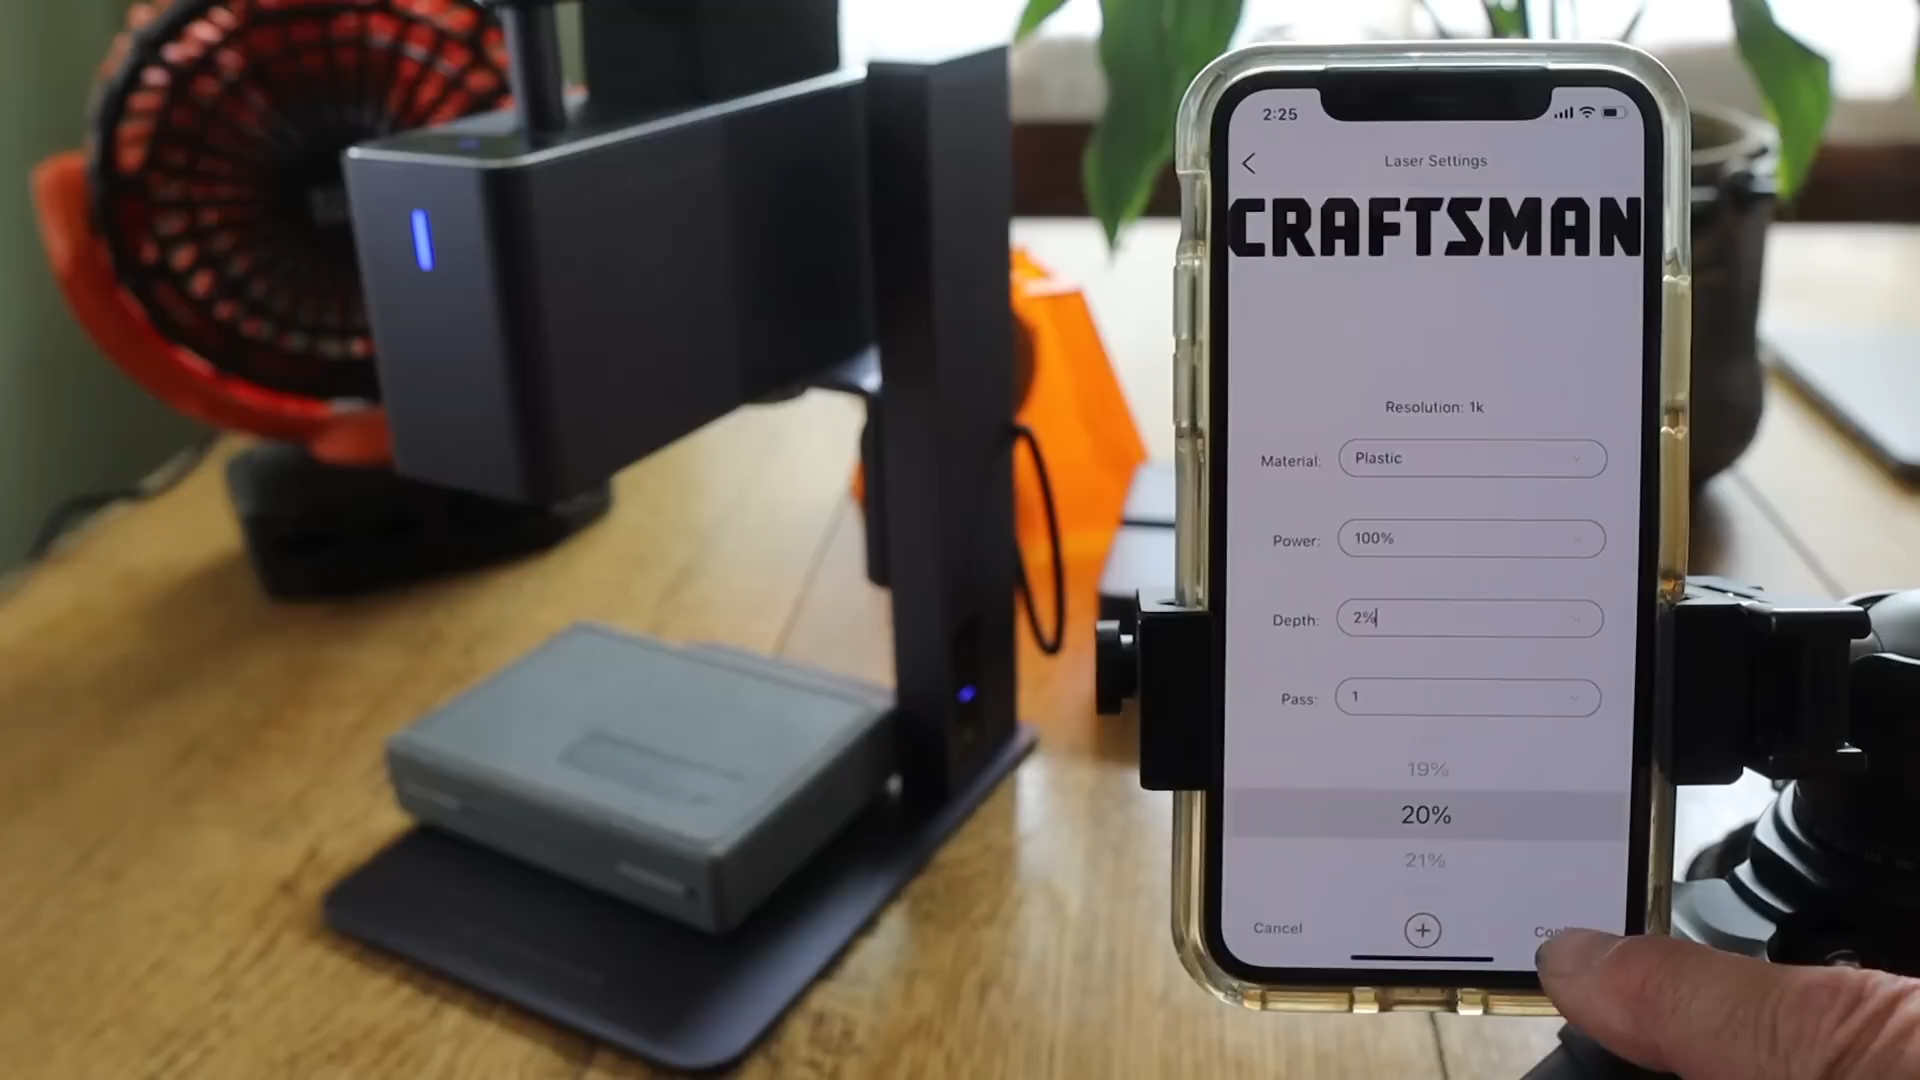 2:25
Laser Settings
CRAFTSMAN
Resolution: 1k
Material: Plastic
Power: 100%
Depth: 2%
Pass: 1
19%
20%
21%
Cancel